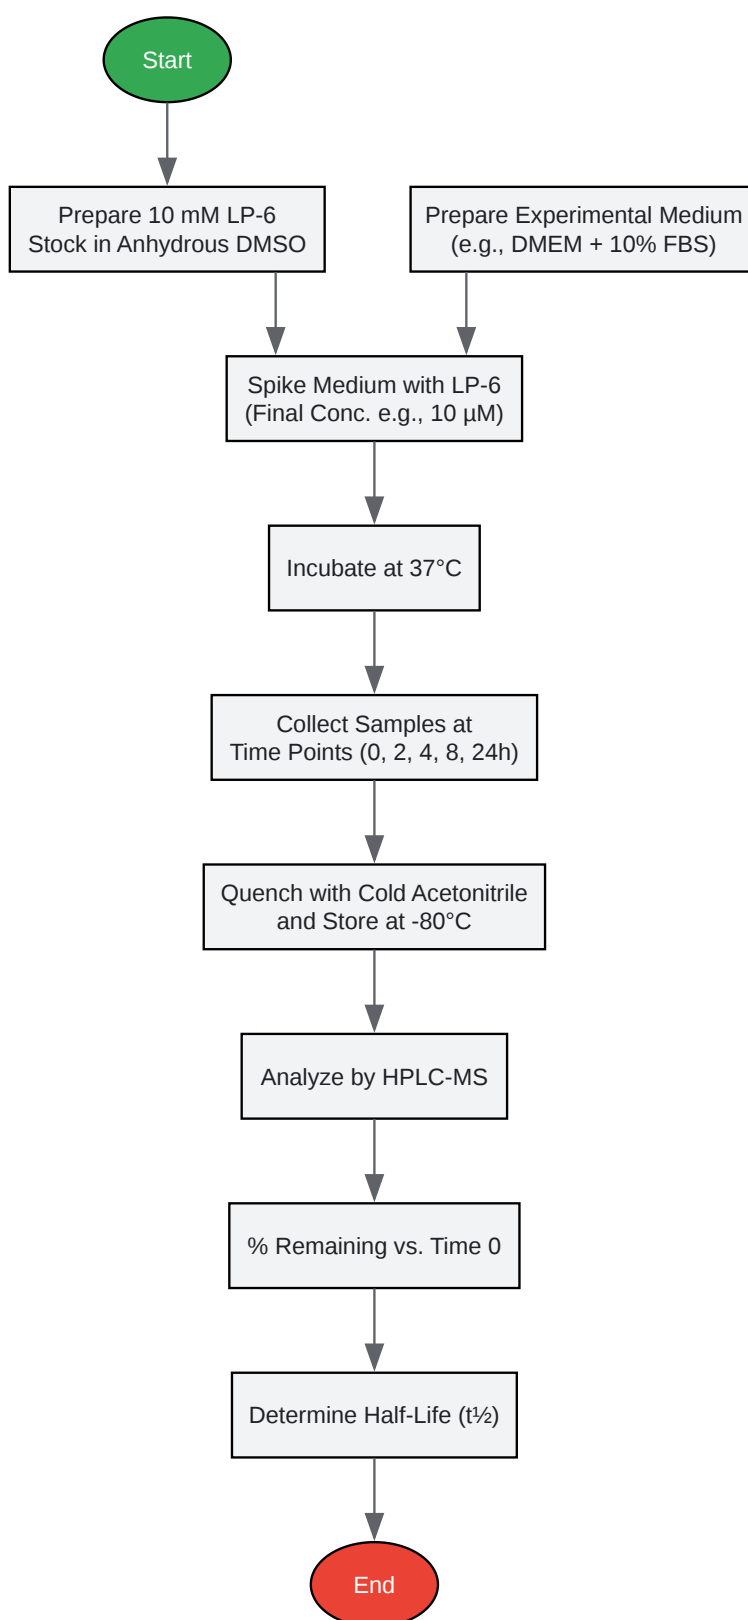 Start
Prepare 10 mM LP-6
Stock in Anhydrous DMSO
Prepare Experimental Medium
(e.g., DMEM + 10% FBS)
Spike Medium with LP-6
(Final Conc. e.g., 10 µM)
Incubate at 37°C
Collect Samples at
Time Points (0, 2, 4, 8, 24h)
Quench with Cold Acetonitrile
and Store at -80°C
Analyze by HPLC-MS
% Remaining vs. Time 0
Determine Half-Life (t½)
End